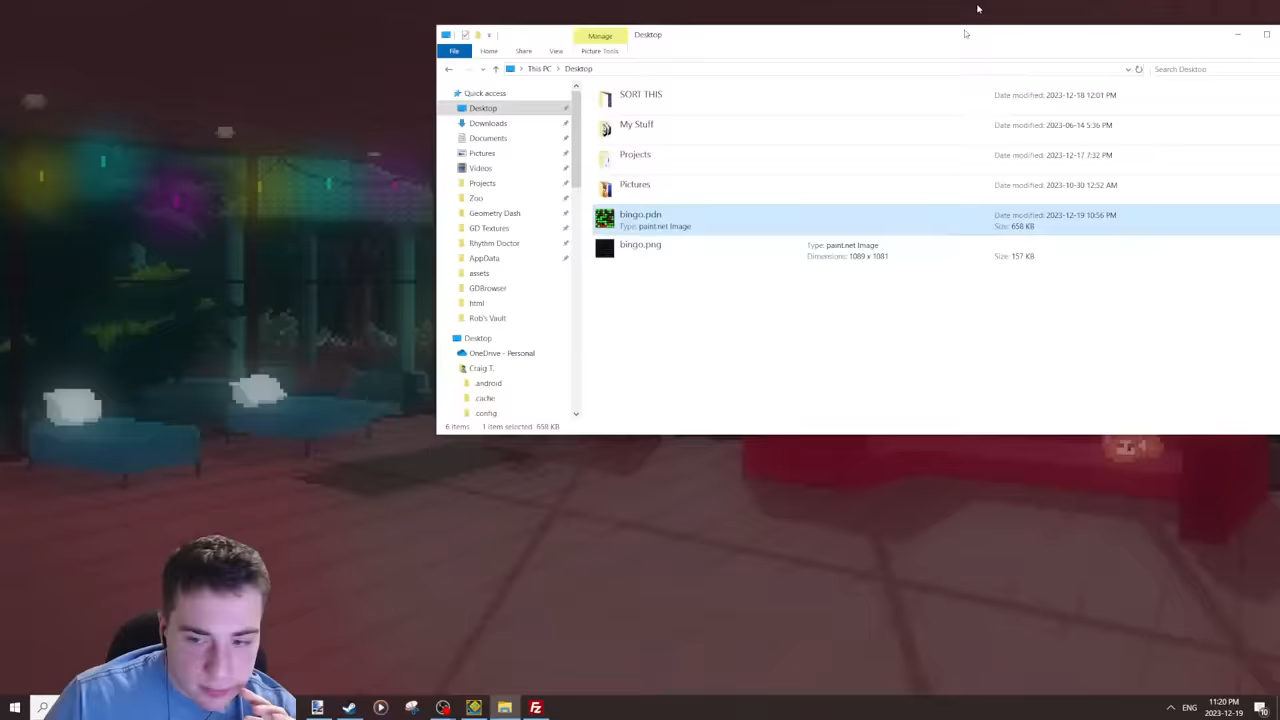 Manage
Desktop
File
Home
Share
View
Picture Tools
This PC
Desktop
Search Desktop
Quick access
Desktop
Downloads
Documents
Pictures
Videos
Projects
Zoo
Geometry Dash
GD Textures
Rhythm Doctor
AppData
assets
GDBrowser
html
Rob's Vault
Desktop
OneDrive - Personal
Craig T.
.android
.cache
.config
SORT THIS
Date modified: 2023-12-18 12:01 PM
My Stuff
Date modified: 2023-06-14 5:36 PM
Projects
Date modified: 2023-12-17 7:32 PM
Pictures
Date modified: 2023-10-30 12:52 AM
bingo.pdn
Date modified: 2023-12-19 10:56 PM
Type: paint.net Image
Size: 658 KB
bingo.png
Type: paint.net Image
Dimensions: 1089 x 1081
Size: 157 KB
6 items
1 item selected 658 KB
FZ
ENG
11:20 PM
2023-12-19
10